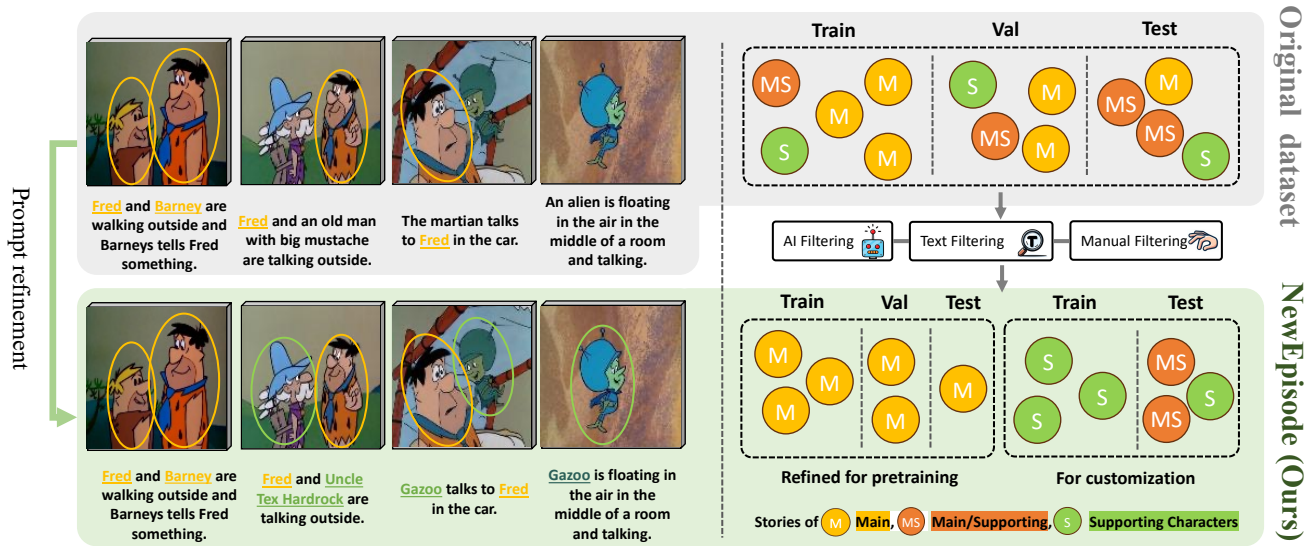 Train
Val
Test
MS
M
M
S
M
S
M
MS
M
M
MS
MS
S
Original dataset
Fred and Barney are
walking outside and
Barneys tells Fred
something.
Fred and an old man
with big mustache
are talking outside.
The martian talks
to Fred in the car.
An alien is floating
in the air in the
middle of a room
and talking.
AI Filtering
Text Filtering
T
Manual Filtering
Prompt refinement
Train
Val
Test
Train
Test
M
M
M
M
M
M
S
S
S
MS
S
MS
NewEpisode (Ours)
Refined for pretraining
For customization
Fred and Barney are
walking outside and
Barneys tells Fred
something.
Fred and Uncle
Tex Hardrock are
talking outside.
Gazoo talks to Fred
in the car.
Gazoo is floating in
the air in the
middle of a room
and talking.
Stories of M Main, MS Main/Supporting, S Supporting Characters